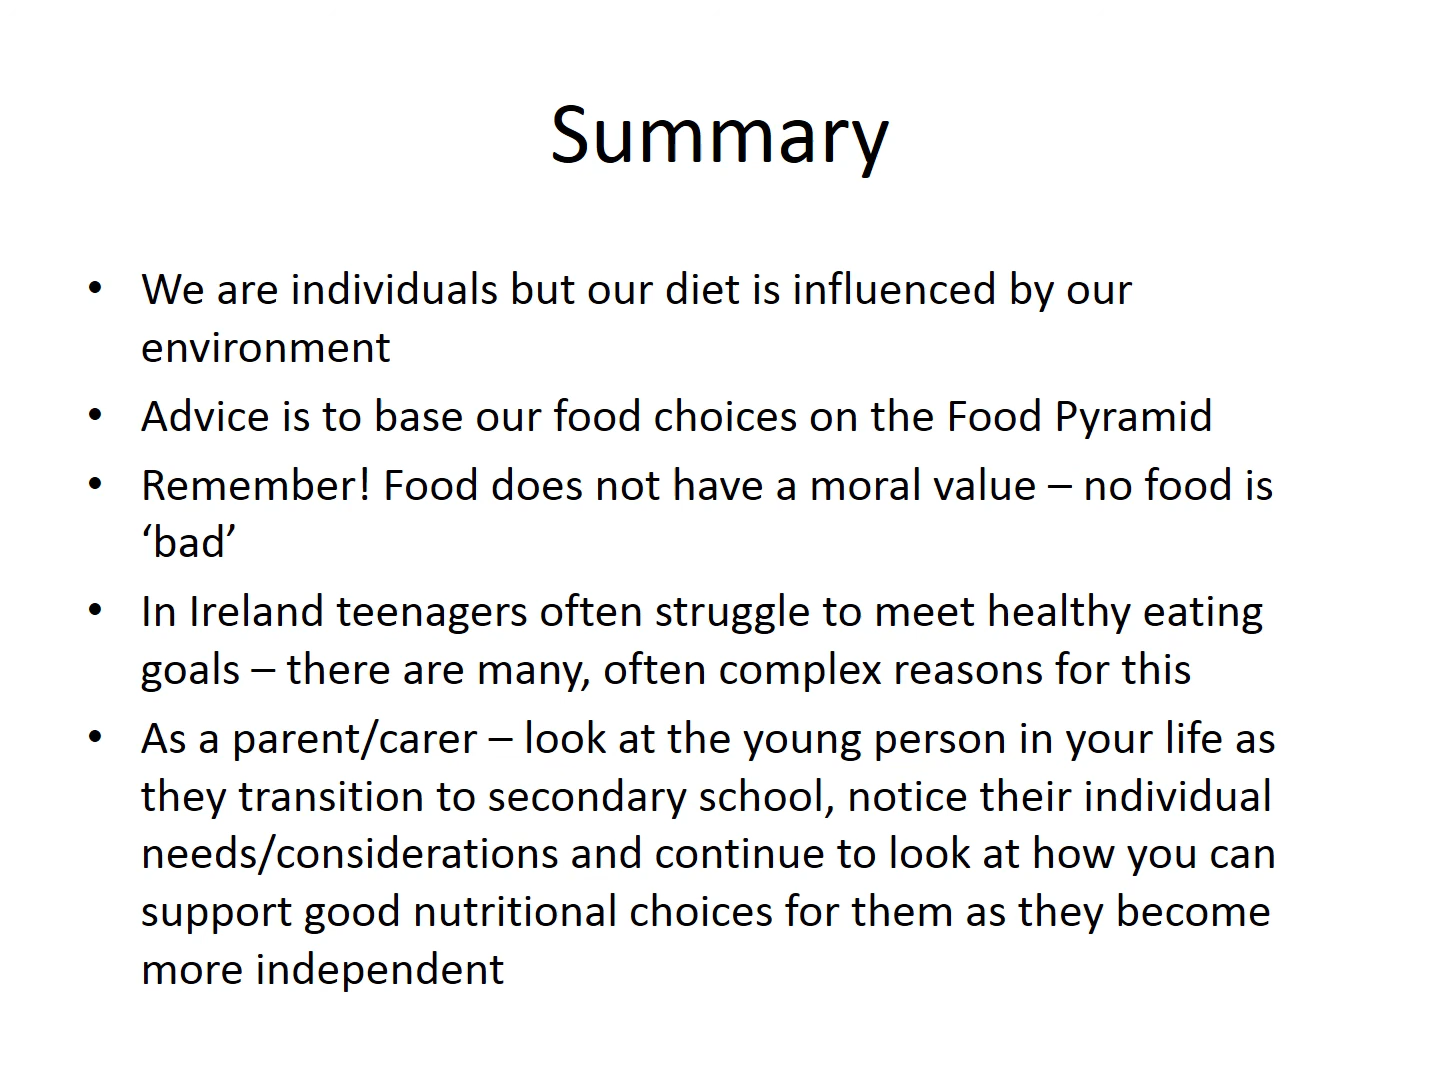 Summary
• We are individuals but our diet is influenced by our
environment
• Advice is to base our food choices on the Food Pyramid
• Remember! Food does not have a moral value – no food is
‘bad’
• In Ireland teenagers often struggle to meet healthy eating
goals – there are many, often complex reasons for this
• As a parent/carer – look at the young person in your life as
they transition to secondary school, notice their individual
needs/considerations and continue to look at how you can
support good nutritional choices for them as they become
more independent